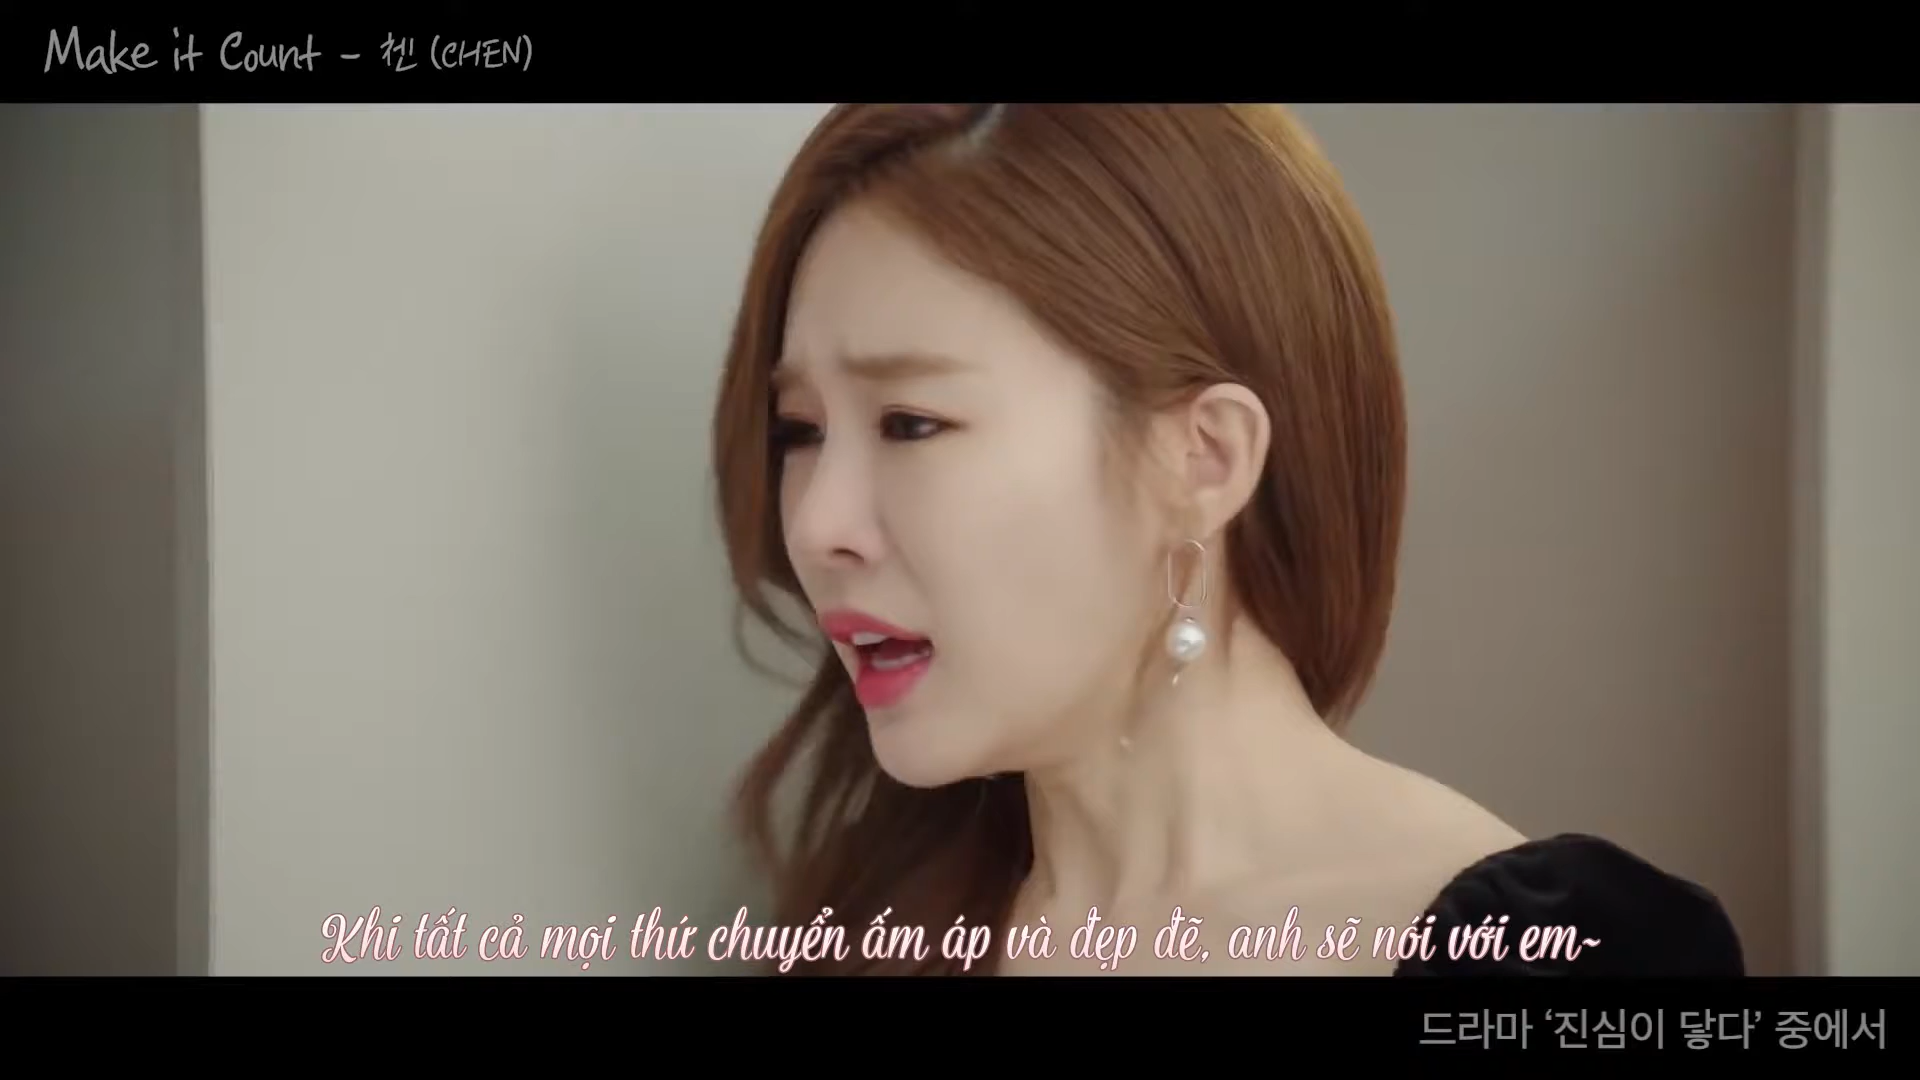 Make it Count - 첸 (CHEN)
Khi tất cả mọi thứ chuyển ấm áp và đẹp đẽ, anh sẽ nói với em~
드라마 ‘진심이 닿다’ 중에서